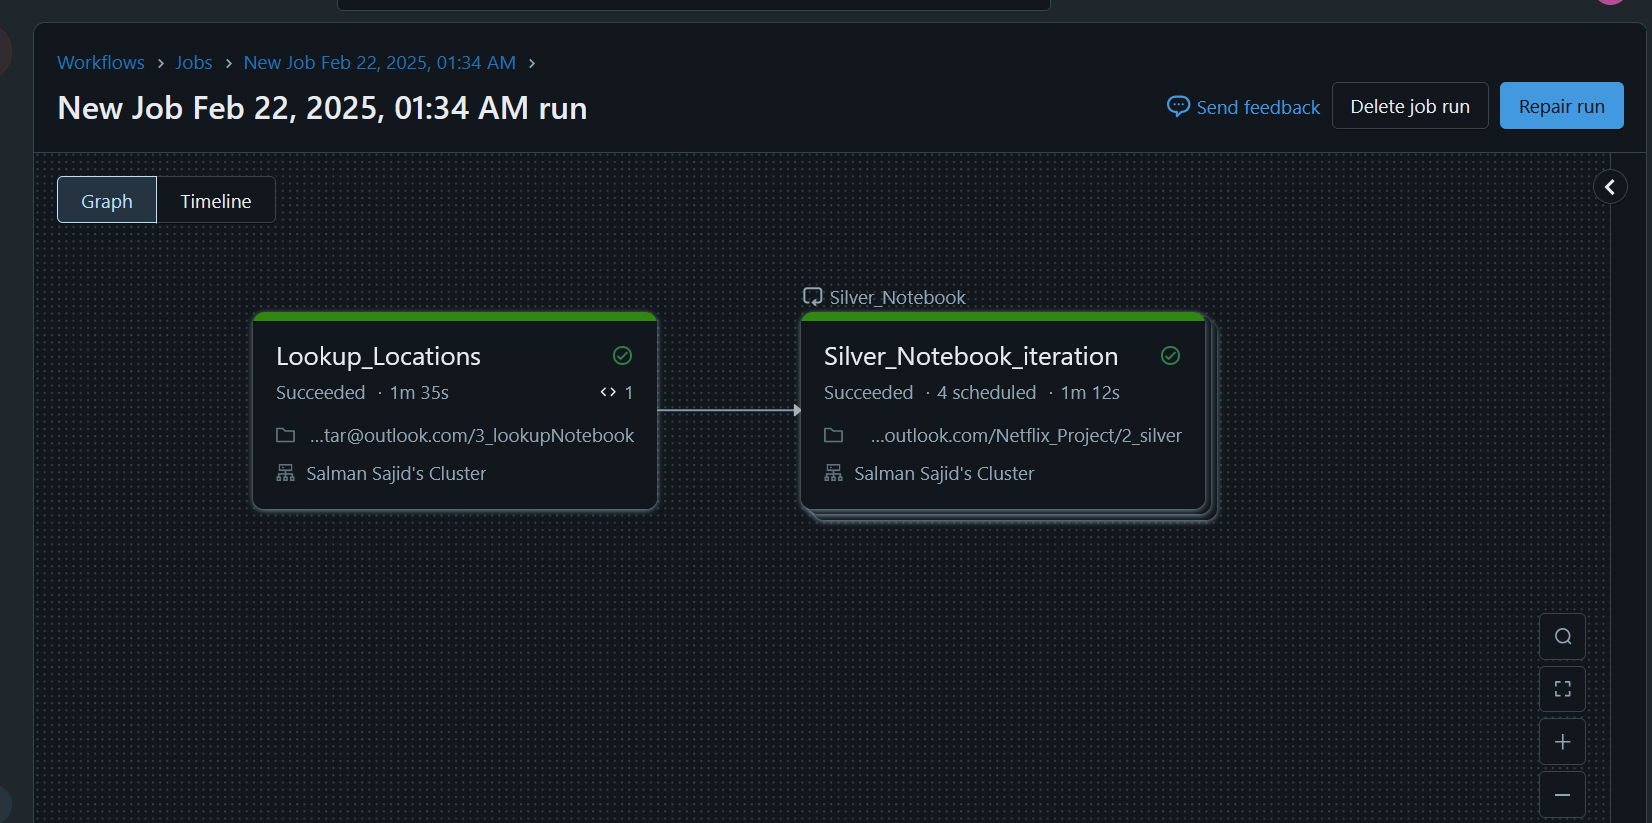 Workflows > Jobs > New Job Feb 22, 2025, 01:34 AM >
New Job Feb 22, 2025, 01:34 AM run
Send feedback
Delete job run
Repair run
Graph
Timeline
Lookup_Locations
Succeeded · 1m 35s
<> 1
...tar@outlook.com/3_lookupNotebook
Salman Sajid's Cluster
Silver_Notebook
Silver_Notebook_iteration
Succeeded · 4 scheduled · 1m 12s
...outlook.com/Netflix_Project/2_silver
Salman Sajid's Cluster